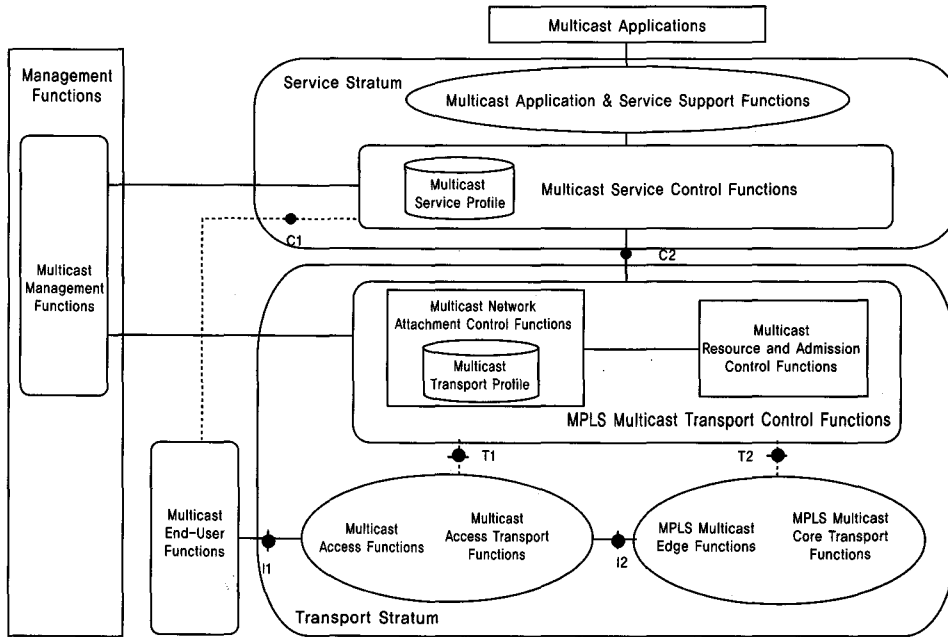 Multicast Applications
Management
Functions
Service Stratum
Multicast Application & Service Support Functions
Multicast
Service Profile
Multicast Service Control Functions
C1
C2
Multicast
Management
Functions
Multicast Network
Attachment Control Functions
Multicast
Transport Profile
Multicast
Resource and Admission
Control Functions
MPLS Multicast Transport Control Functions
T1
T2
Multicast
End-User
Functions
I1
Multicast
Access Functions
Multicast
Access Transport
Functions
I2
MPLS Multicast
Edge Functions
MPLS Multicast
Core Transport
Functions
Transport Stratum